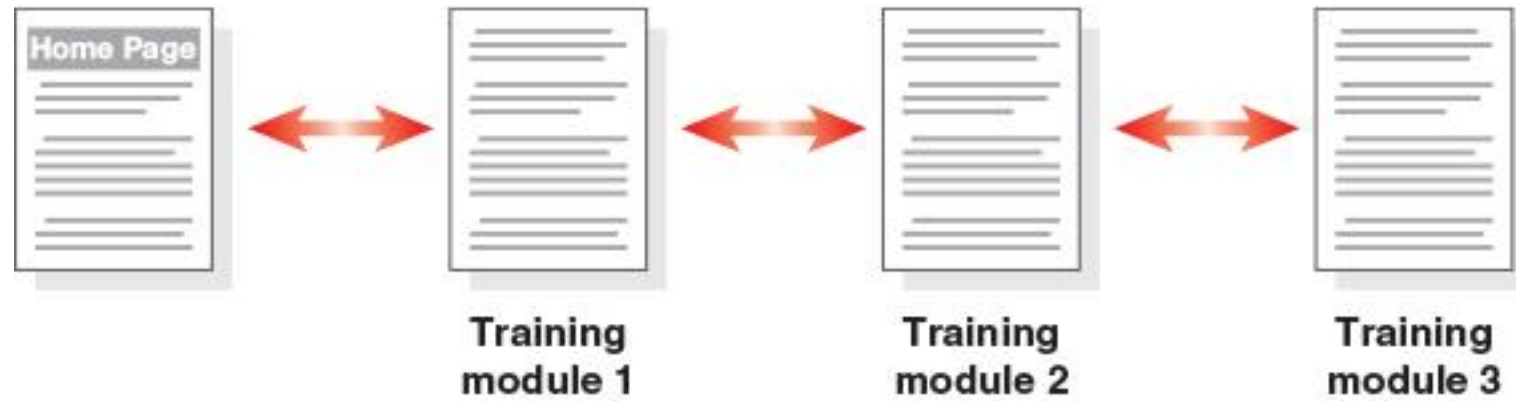 Home Page
Training
module 1
Training
module 2
Training
module 3